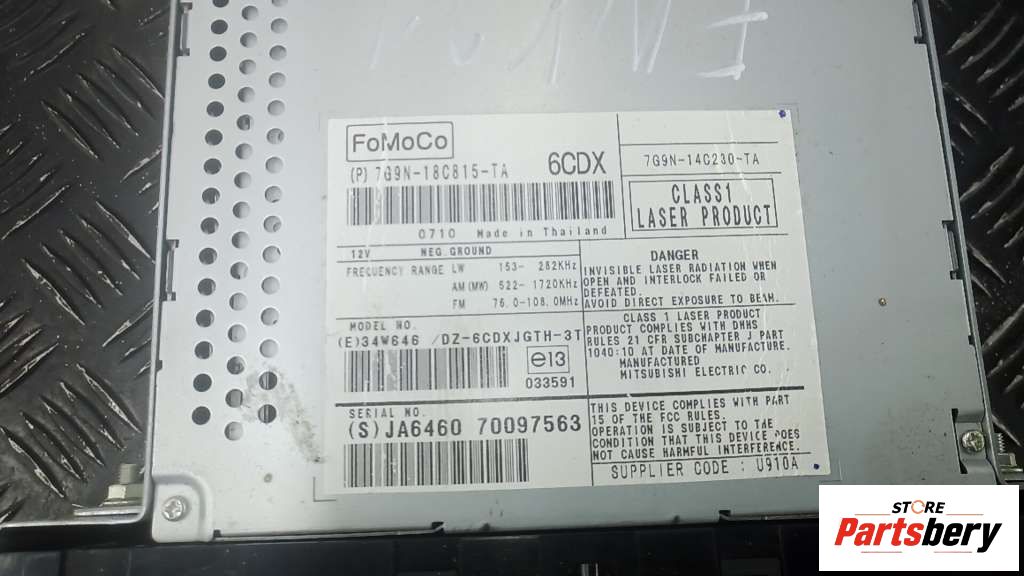 FoMoCo
(P) 7G9N-18C815-TA 6CDX
0710 Made in Thailand
7G9N-14C230-TA
CLASS1
LASER PRODUCT
12V NEG.GROUND
FRECUENCY RANGE LW 153- 282KHz
AM(MW) 522- 1720KHz
FM 76.0-108.0MHz
MODEL NO.
(E)34W646 /DZ-6CDXJGTH-3T
e13
033591
SERIAL NO.
(S)JA6460 70097563
DANGER
INVISIBLE LASER RADIATION WHEN
OPEN AND INTERLOCK FAILED OR
DEFEATED.
AVOID DIRECT EXPOSURE TO BEAM.
CLASS 1 LASER PRODUCT
PRODUCT COMPLIES WITH DHHS
RULES 21 CFR SUBCHAPTER J PART
1040:10 AT DATE OF MANUFACTURE.
MANUFACTURED
MITSUBISHI ELECTRIC CO.
THIS DEVICE COMPLIES WITH PART
15 OF THE FCC RULES.
OPERATION IS SUBJECT TO THE
CONDITION THAT THIS DEVICE DOES
NOT CAUSE HARMFUL INTERFERENCE.
SUPPLIER CODE : U910A
STORE
Partsbery